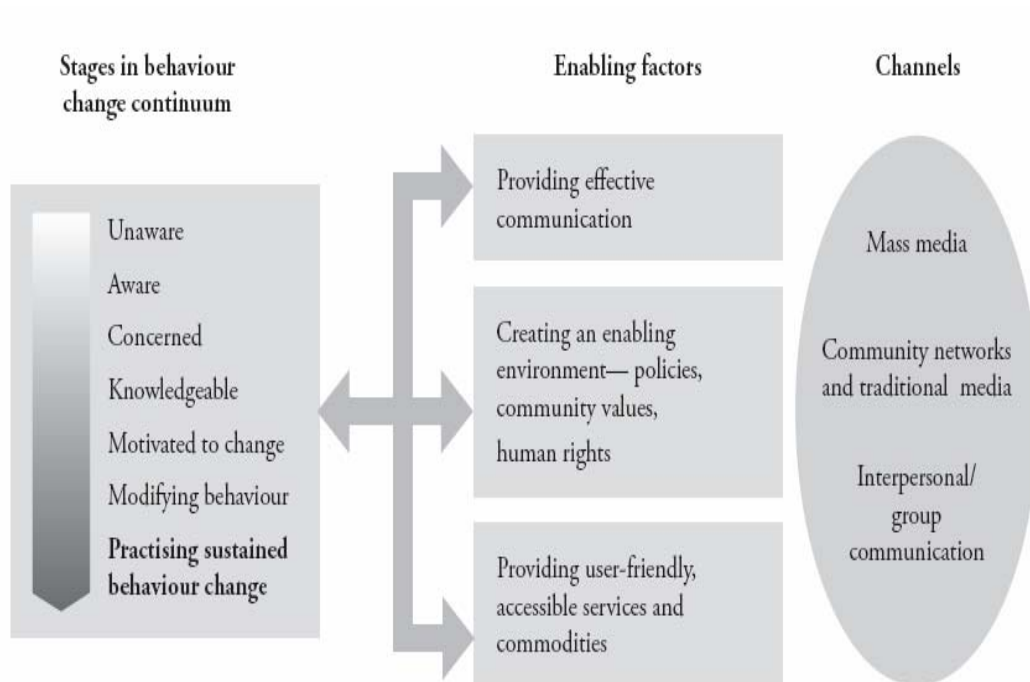 Stages in behaviour
change continuum
Enabling factors
Channels
Unaware
Aware
Concerned
Knowledgeable
Motivated to change
Modifying behaviour
Practising sustained
behaviour change
Providing effective
communication
Creating an enabling
environment— policies,
community values,
human rights
Providing user-friendly,
accessible services and
commodities
Mass media
Community networks
and traditional media
Interpersonal/
group
communication